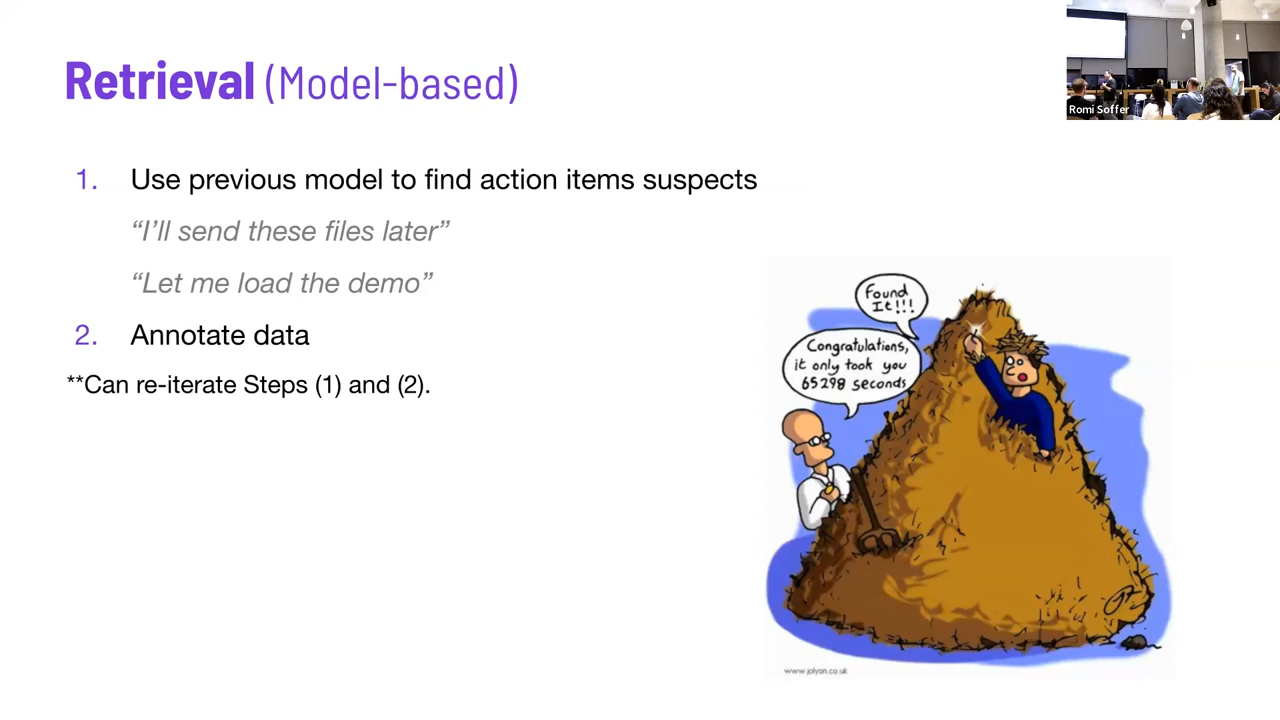 Retrieval (Model-based)
Romi Soffer
1. Use previous model to find action items suspects
“I’ll send these files later”
“Let me load the demo”
2. Annotate data
**Can re-iterate Steps (1) and (2).
Found
It!!!
Congratulations,
it only took you
65298 seconds
www.jolyon.co.uk